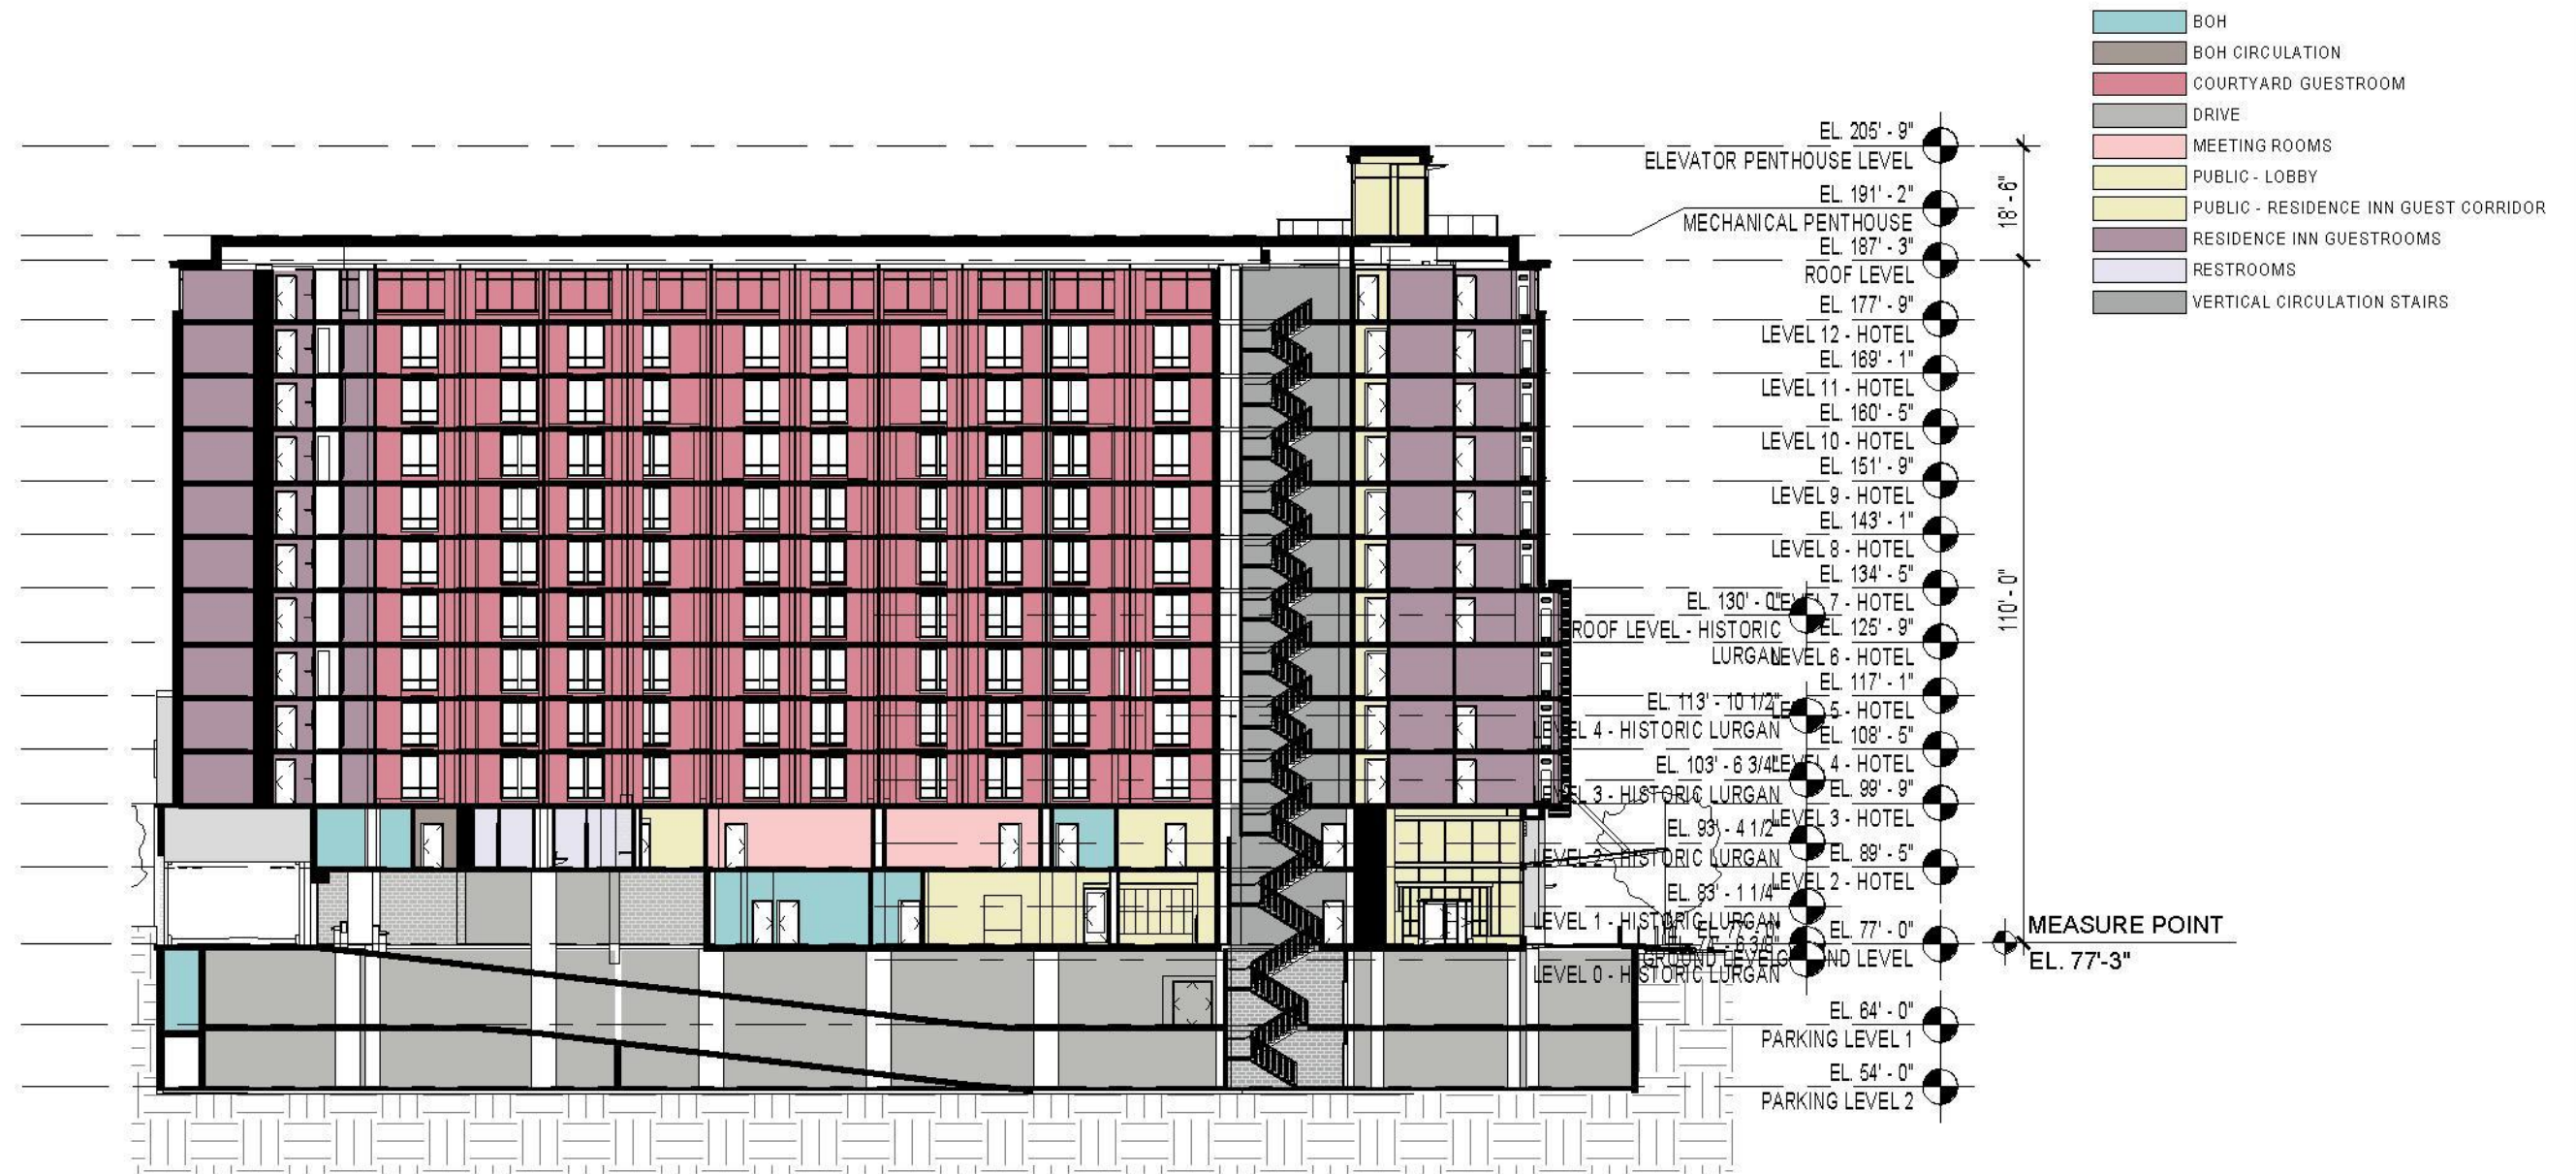 BOH
BOH CIRCULATION
COURTYARD GUESTROOM
DRIVE
MEETING ROOMS
PUBLIC - LOBBY
PUBLIC - RESIDENCE INN GUEST CORRIDOR
RESIDENCE INN GUESTROOMS
RESTROOMS
VERTICAL CIRCULATION STAIRS
EL. 205' - 9"
ELEVATOR PENTHOUSE LEVEL
EL. 191' - 2"
MECHANICAL PENTHOUSE
18' - 6"
EL. 187' - 3"
ROOF LEVEL
EL. 177' - 9"
LEVEL 12 - HOTEL
EL. 169' - 1"
LEVEL 11 - HOTEL
EL. 160' - 5"
LEVEL 10 - HOTEL
EL. 151' - 9"
LEVEL 9 - HOTEL
EL. 143' - 1"
LEVEL 8 - HOTEL
EL. 134' - 5"
LEVEL 7 - HOTEL
110' - 0"
EL. 130' - 0"
ROOF LEVEL - HISTORIC
LURGAN
EL. 125' - 9"
LEVEL 6 - HOTEL
EL. 117' - 1"
LEVEL 5 - HOTEL
EL. 113' - 10 1/2"
LEVEL 4 - HISTORIC LURGAN
EL. 108' - 5"
LEVEL 4 - HOTEL
EL. 103' - 6 3/4"
LEVEL 3 - HISTORIC LURGAN
EL. 99' - 9"
LEVEL 3 - HOTEL
EL. 93' - 4 1/2"
LEVEL 2 - HISTORIC LURGAN
EL. 89' - 5"
LEVEL 2 - HOTEL
EL. 83' - 1 1/4"
LEVEL 1 - HISTORIC LURGAN
EL. 77' - 0"
GROUND LEVEL
LEVEL 0 - HISTORIC LURGAN
MEASURE POINT
EL. 77'-3"
EL. 64' - 0"
PARKING LEVEL 1
EL. 54' - 0"
PARKING LEVEL 2